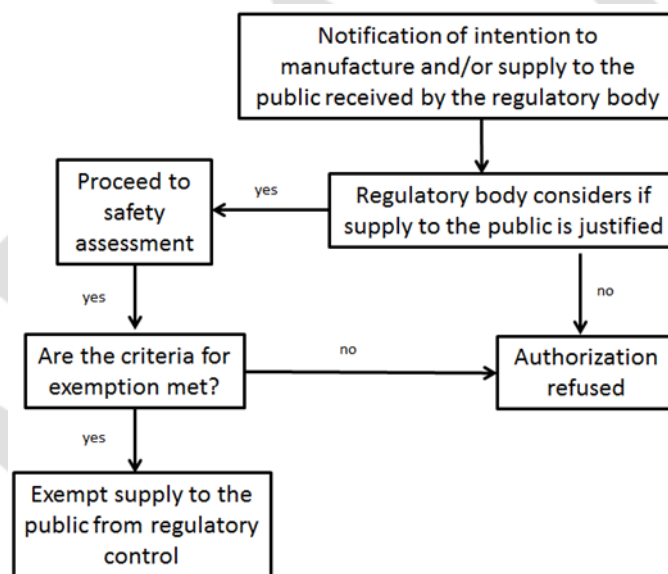 Notification of intention to
manufacture and/or supply to the
public received by the regulatory body
Proceed to
safety
assessment
yes
Regulatory body considers if
supply to the public is justified
yes
no
Are the criteria for
exemption met?
no
Authorization
refused
yes
Exempt supply to the
public from regulatory
control